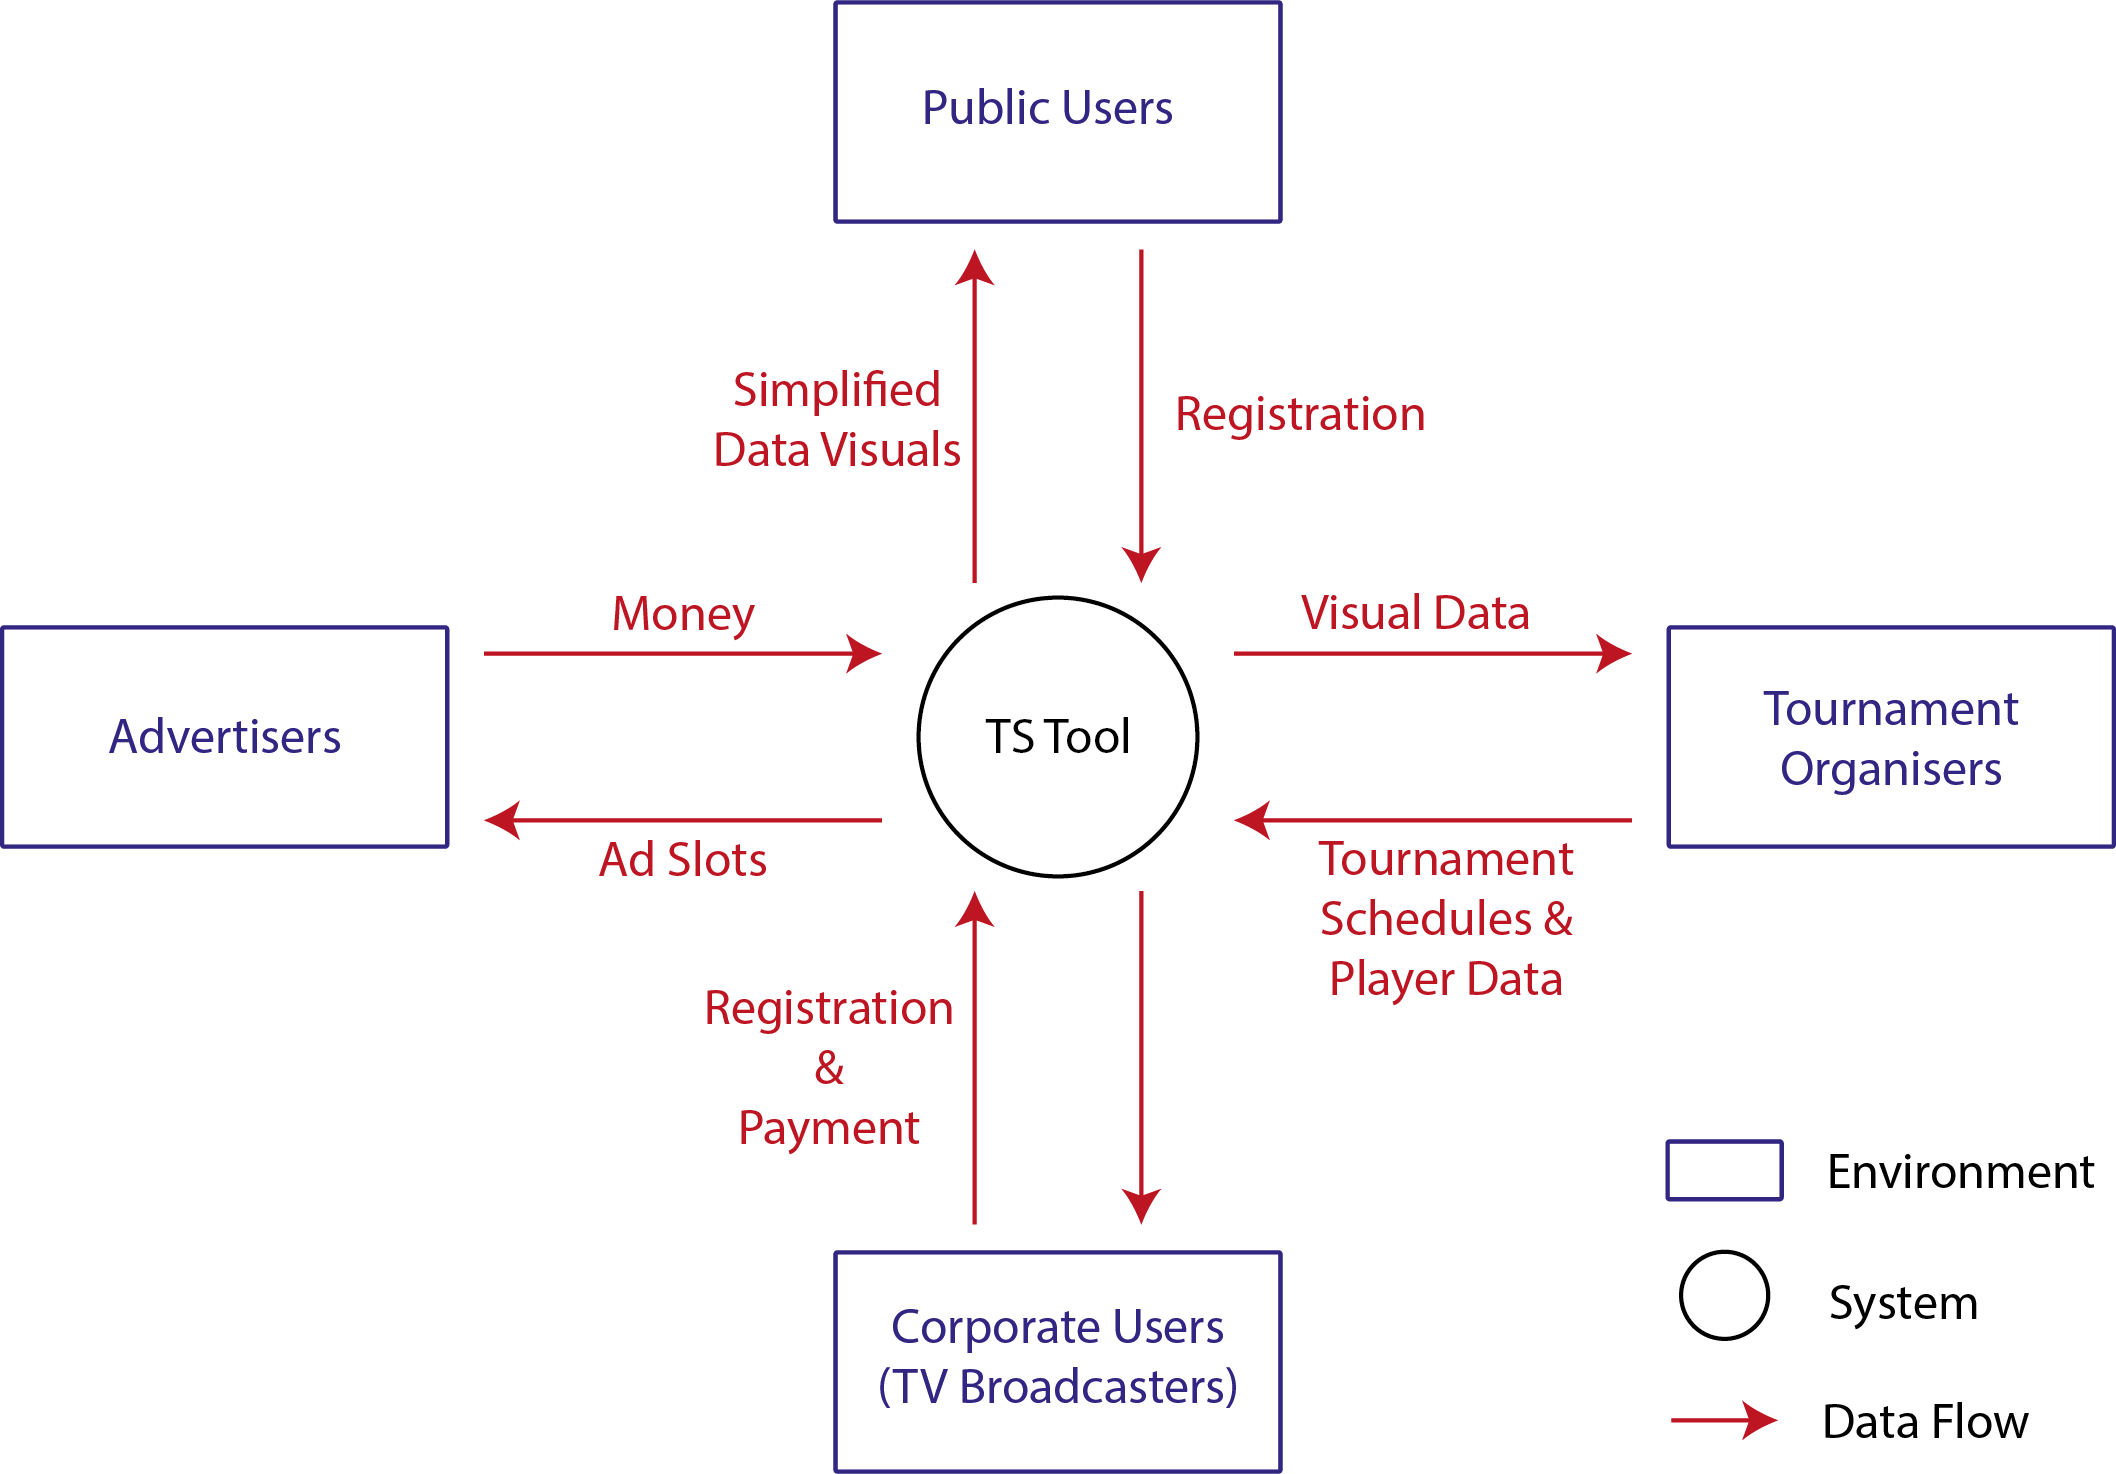 Public Users
Simplified
Data Visuals
Registration
Money
Visual Data
Advertisers
TS Tool
Tournament
Organisers
Ad Slots
Tournament
Schedules &
Player Data
Registration
&
Payment
Corporate Users
(TV Broadcasters)
Environment
System
Data Flow